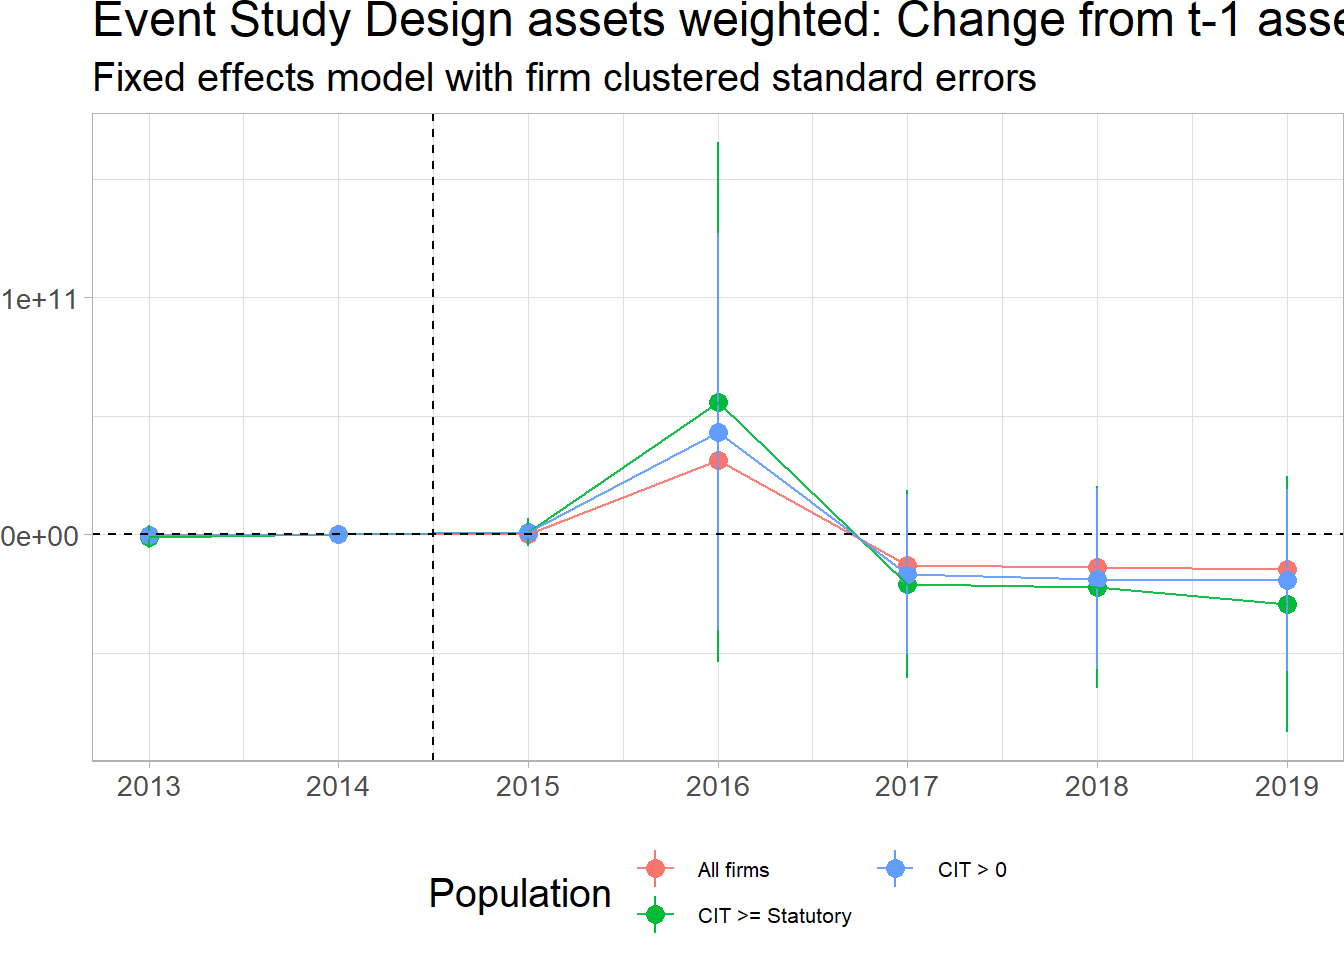 Event Study Design assets weighted: Change from t-1 asse
Fixed effects model with firm clustered standard errors
1e+11
0e+00
2013 2014 2015 2016 2017 2018 2019
Population
All firms
CIT > 0
CIT >= Statutory